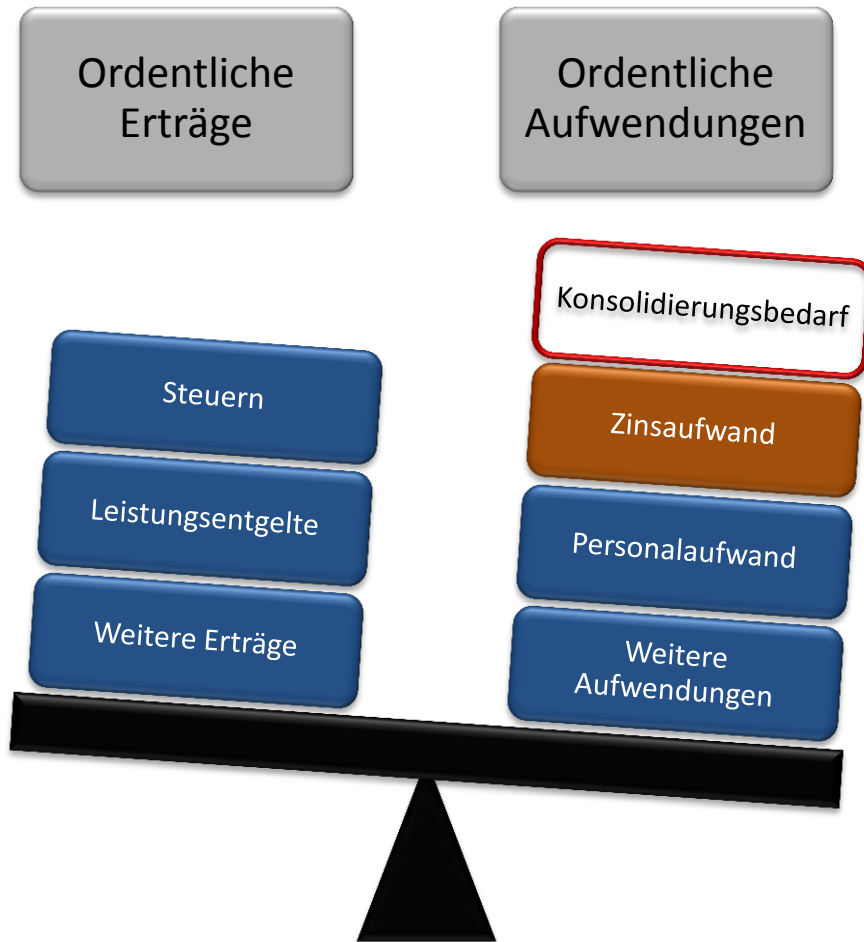 Ordentliche
Erträge
Ordentliche
Aufwendungen
Steuern
Leistungsentgelte
Weitere Erträge
Konsolidierungsbedarf
Zinsaufwand
Personalaufwand
Weitere
Aufwendungen